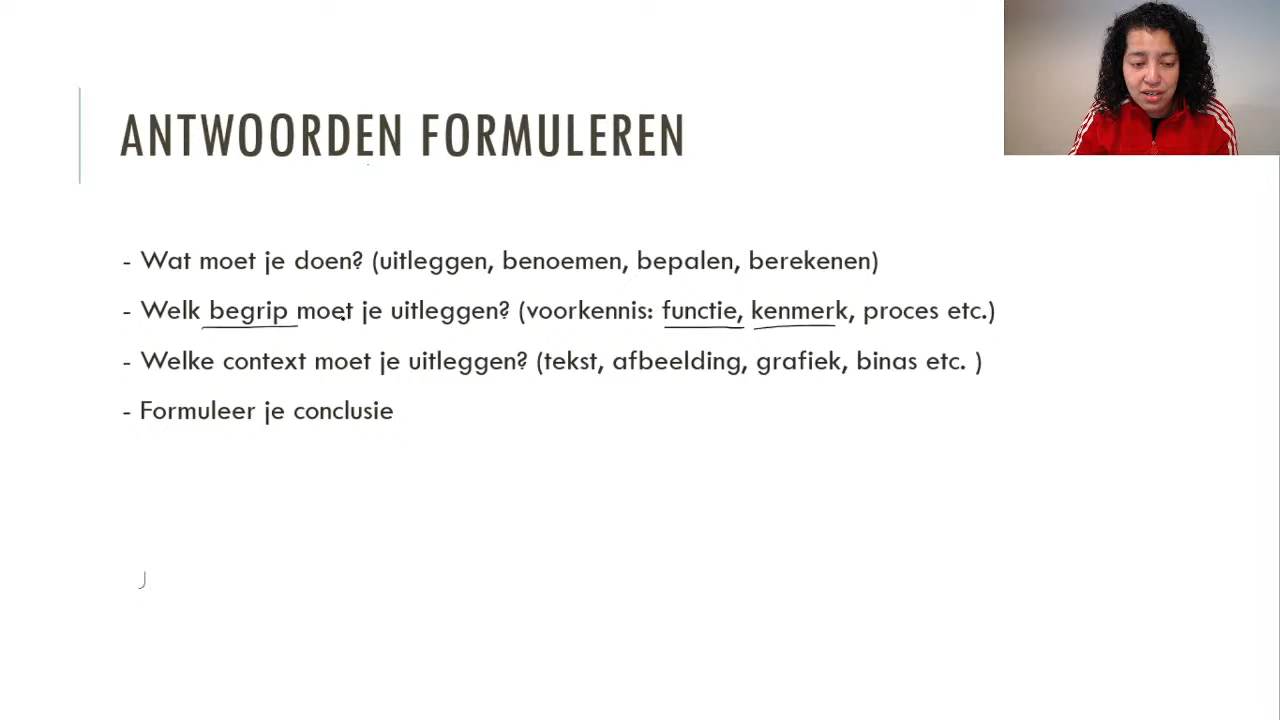 ANTWOORDEN FORMULEREN
- Wat moet je doen? (uitleggen, benoemen, bepalen, berekenen)
- Welk begrip moet je uitleggen? (voorkennis: functie, kenmerk, proces etc.)
- Welke context moet je uitleggen? (tekst, afbeelding, grafiek, binas etc. )
- Formuleer je conclusie